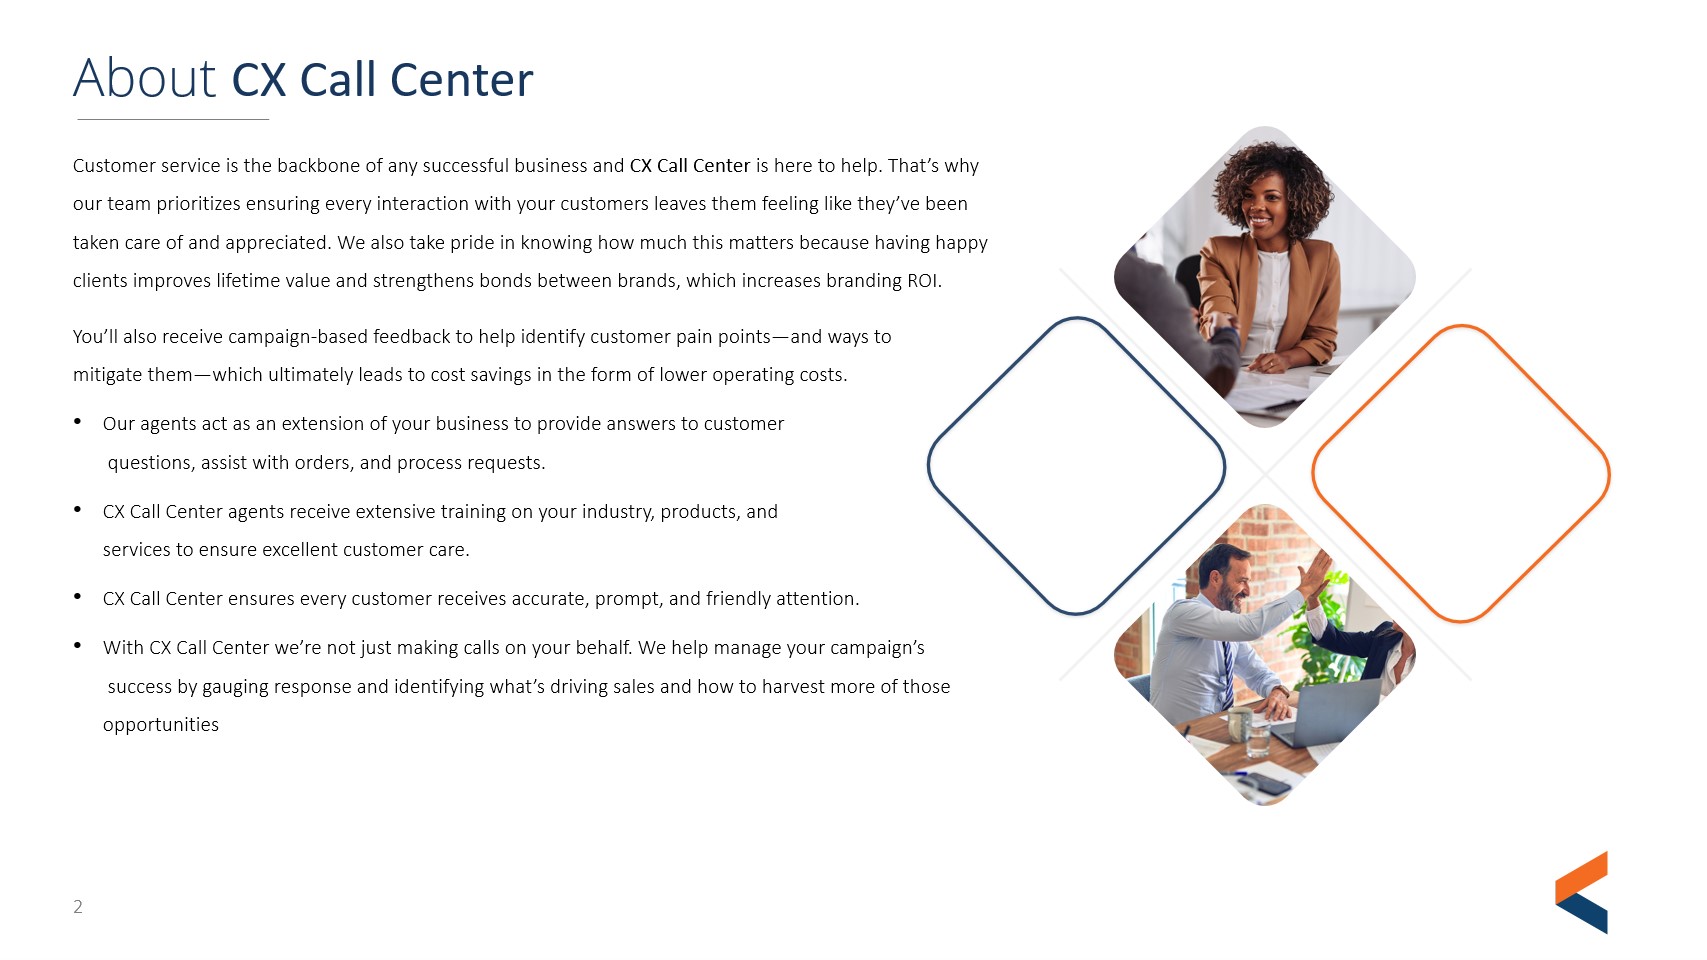 About CX Call Center
Customer service is the backbone of any successful business and CX Call Center is here to help. That’s why
our team prioritizes ensuring every interaction with your customers leaves them feeling like they’ve been
taken care of and appreciated. We also take pride in knowing how much this matters because having happy
clients improves lifetime value and strengthens bonds between brands, which increases branding ROI.
You’ll also receive campaign-based feedback to help identify customer pain points—and ways to
mitigate them—which ultimately leads to cost savings in the form of lower operating costs.
• Our agents act as an extension of your business to provide answers to customer
questions, assist with orders, and process requests.
• CX Call Center agents receive extensive training on your industry, products, and
services to ensure excellent customer care.
• CX Call Center ensures every customer receives accurate, prompt, and friendly attention.
• With CX Call Center we’re not just making calls on your behalf. We help manage your campaign’s
success by gauging response and identifying what’s driving sales and how to harvest more of those
opportunities
2